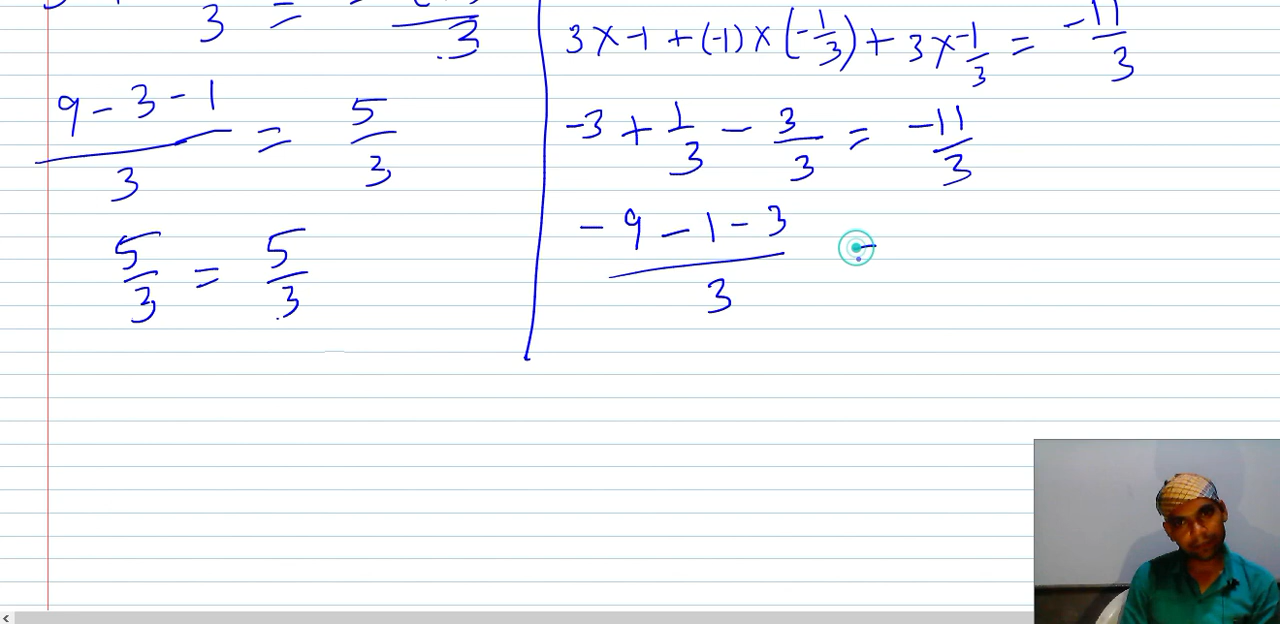 3 = .3
9 - 3 - 1 / 3 = 5 / 3
5 / 3 = 5 / 3
3 × -1 + (-1) × (-1/3) + 3 × -1/3 = -11/3
-3 + 1/3 - 3/3 = -11/3
-9 - 1 - 3 / 3